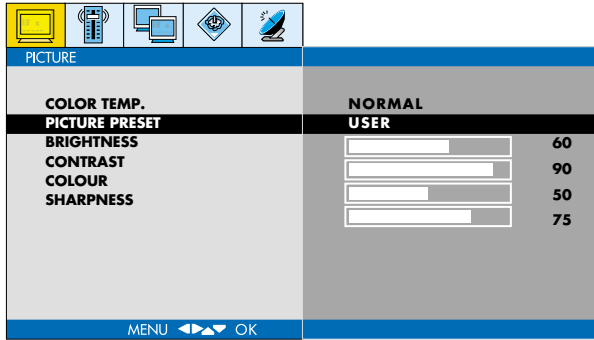 PICTURE
COLOR TEMP. NORMAL
PICTURE PRESET USER
BRIGHTNESS 60
CONTRAST 90
COLOUR 50
SHARPNESS 75
MENU OK